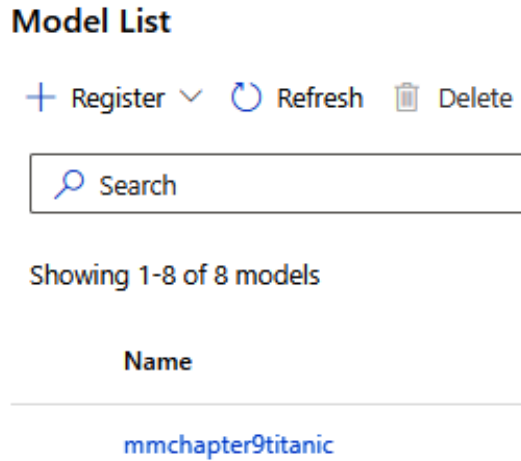 Model List
Register Refresh Delete
Search
Showing 1-8 of 8 models
Name
mmchapter9titanic